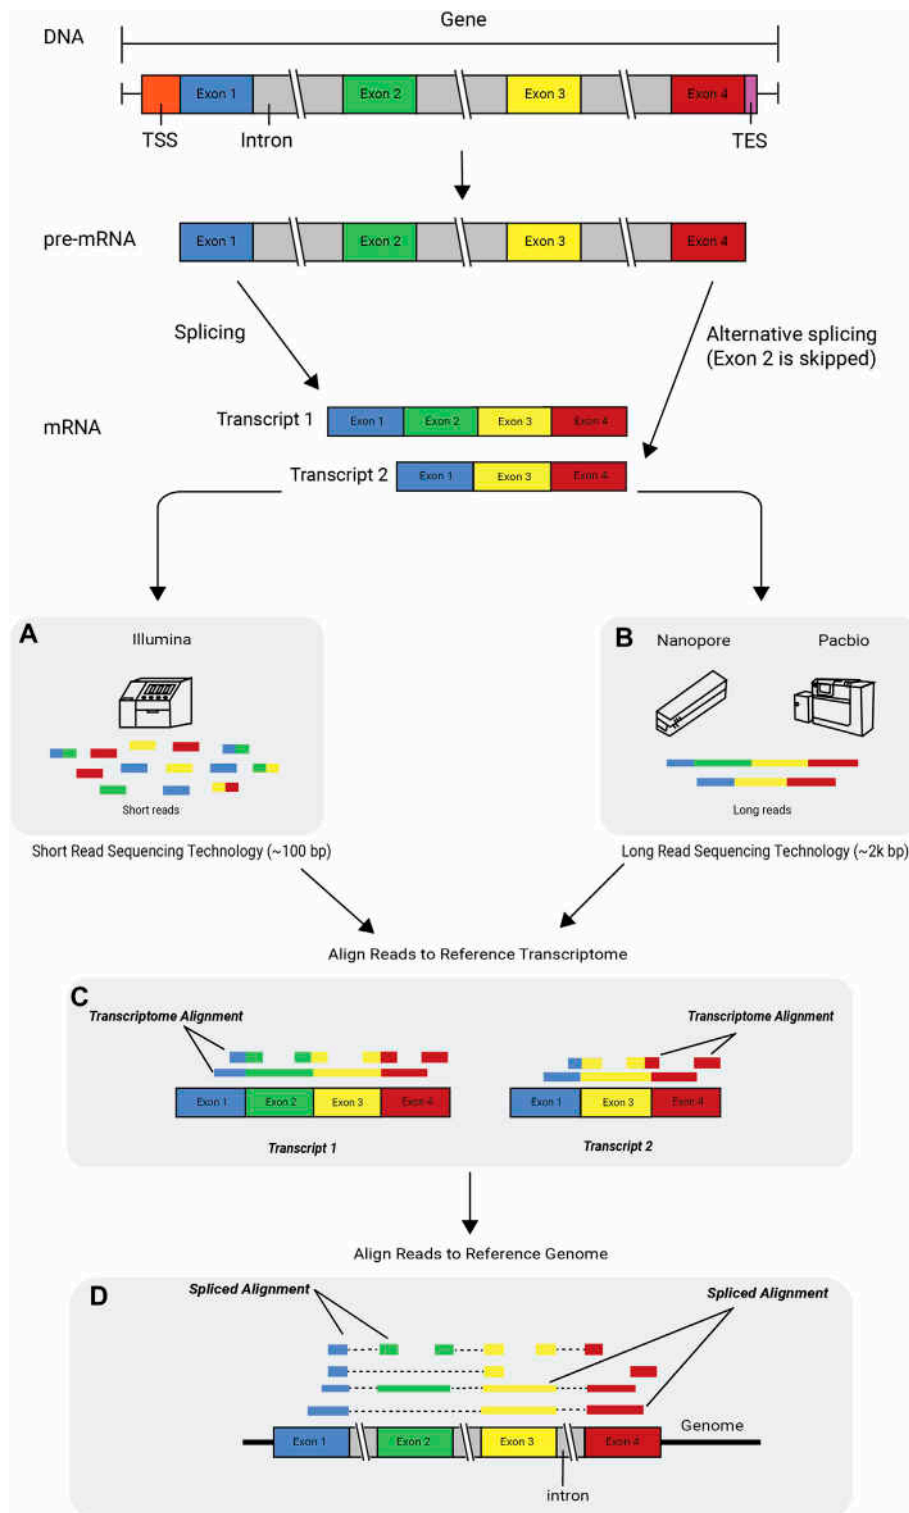 Gene
DNA
Exon 1 Exon 2 Exon 3 Exon 4
TSS Intron TES
pre-mRNA
Exon 1 Exon 2 Exon 3 Exon 4
Splicing
Alternative splicing
(Exon 2 is skipped)
mRNA
Transcript 1
Exon 1 Exon 2 Exon 3 Exon 4
Transcript 2
Exon 1 Exon 3 Exon 4
A
Illumina
Short reads
Short Read Sequencing Technology (~100 bp)
B
Nanopore Pacbio
Long reads
Long Read Sequencing Technology (~2k bp)
Align Reads to Reference Transcriptome
C
Transcriptome Alignment Transcriptome Alignment
Exon 1 Exon 2 Exon 3 Exon 4 Exon 1 Exon 3 Exon 4
Transcript 1 Transcript 2
Align Reads to Reference Genome
D
Spliced Alignment Spliced Alignment
Genome
Exon 1 Exon 2 Exon 3 Exon 4
intron